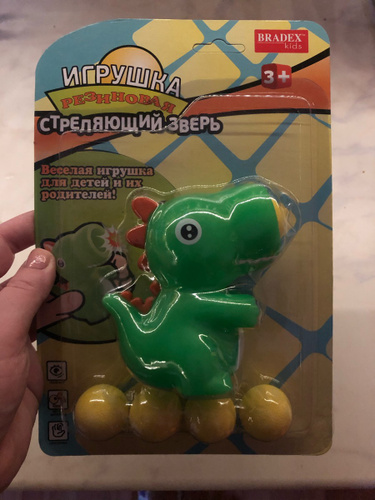 BRADEX
kids
3+
ИГРУШКА
РЕЗИНОВАЯ
СТРЕЛЯЮЩИЙ ЗВЕРЬ
Веселая игрушка
для детей и их
родителей!